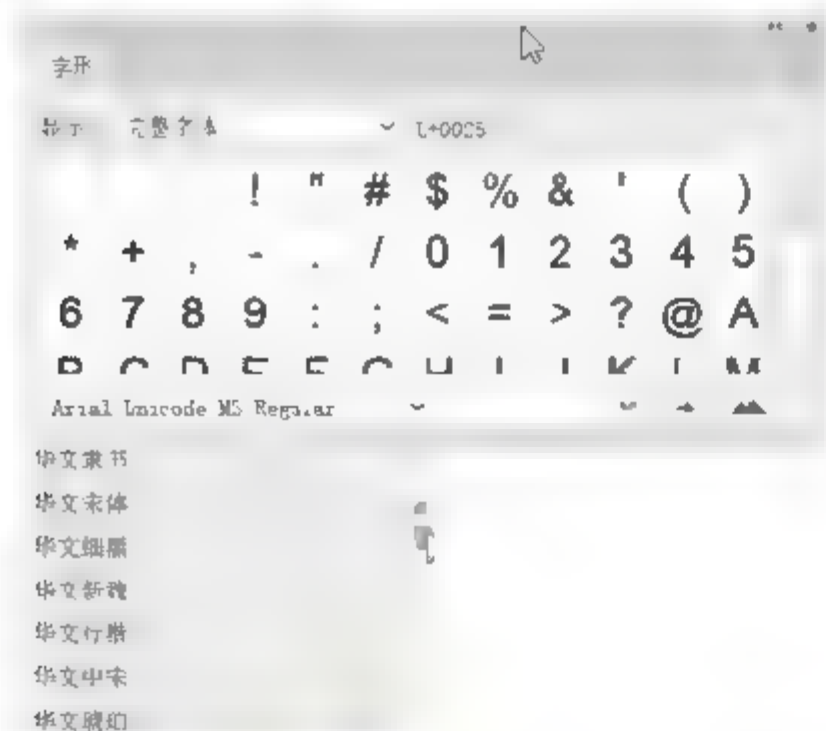 字形
显示 完整字体
! " # $ % & ' ( )
* + , - . / 0 1 2 3 4 5
6 7 8 9 : ; < = > ? @ A
B C D E F G H I J K L M
Arial Unicode MS Regular
华文隶书
华文宋体
华文细黑
华文新魏
华文行楷
华文中宋
华文琥珀